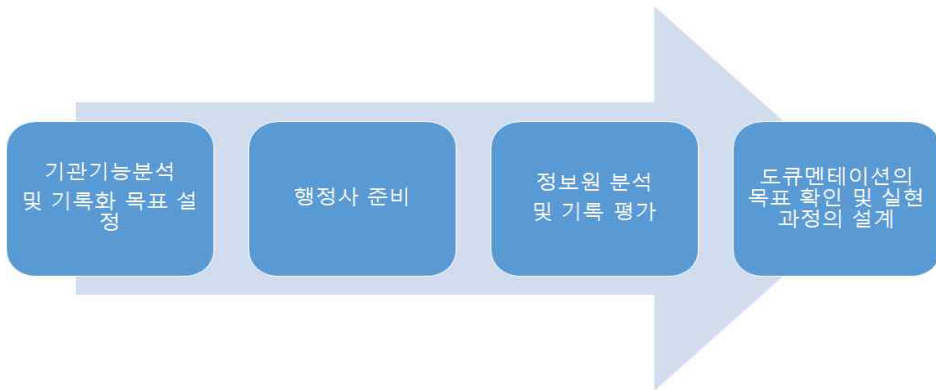 기관기능분석
및 기록화 목표 설
정
행정사 준비
정보원 분석
및 기록 평가
도큐멘테이션의
목표 확인 및 실현
과정의 설계